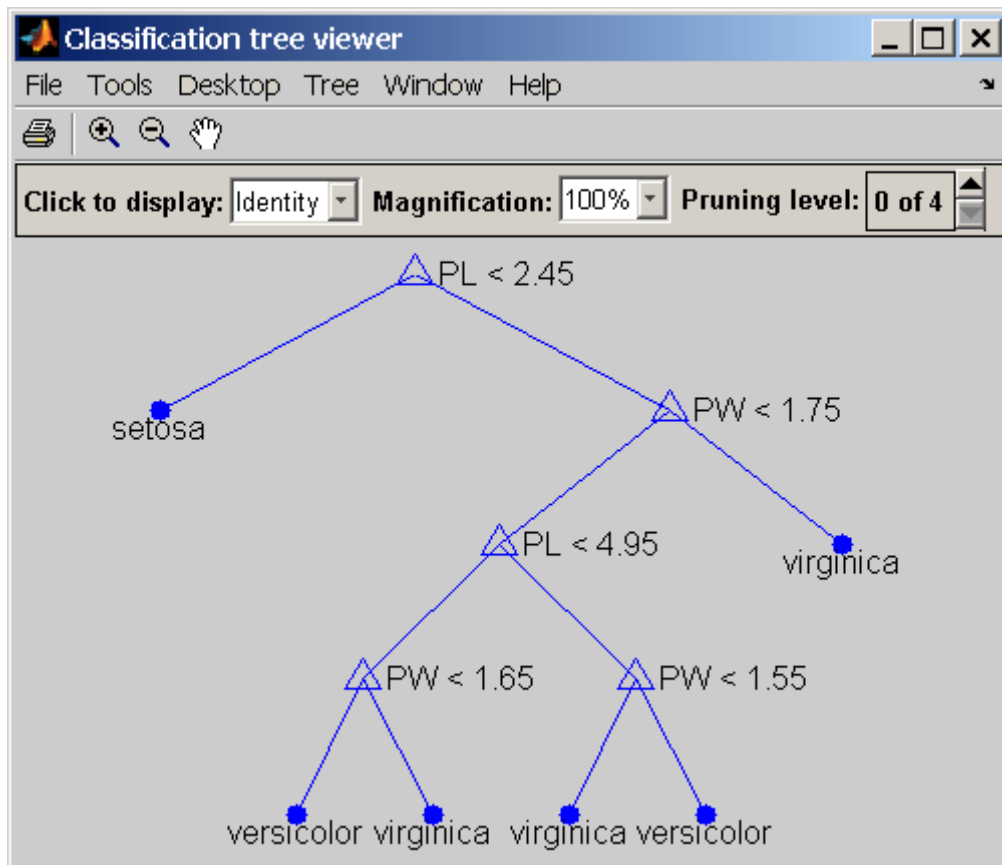 Classification tree viewer
File Tools Desktop Tree Window Help
Click to display: Identity Magnification: 100% Pruning level: 0 of 4
PL < 2.45
setosa
PW < 1.75
PL < 4.95
virginica
PW < 1.65
PW < 1.55
versicolor virginica virginica versicolor